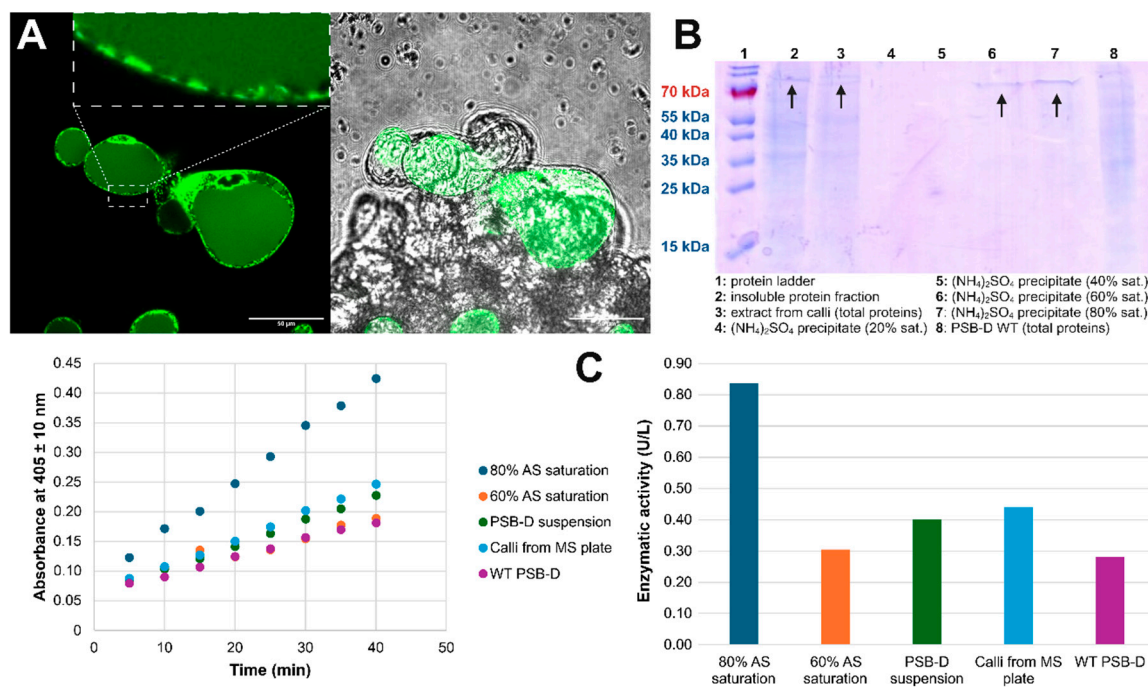 A
50 μm
B
1 2 3 4 5 6 7 8
70 kDa
55 kDa
40 kDa
35 kDa
25 kDa
15 kDa
1: protein ladder
2: insoluble protein fraction
3: extract from calli (total proteins)
4: (NH₄)₂SO₄ precipitate (20% sat.)
5: (NH₄)₂SO₄ precipitate (40% sat.)
6: (NH₄)₂SO₄ precipitate (60% sat.)
7: (NH₄)₂SO₄ precipitate (80% sat.)
8: PSB-D WT (total proteins)
C
Absorbance at 405 ± 10 nm
0.45
0.40
0.35
0.30
0.25
0.20
0.15
0.10
0.05
0
0 10 20 30 40 50
Time (min)
80% AS saturation
60% AS saturation
PSB-D suspension
Calli from MS plate
WT PSB-D
Enzymatic activity (U/L)
0.90
0.80
0.70
0.60
0.50
0.40
0.30
0.20
0.10
0.00
80% AS
saturation
60% AS
saturation
PSB-D
suspension
Calli from MS
plate
WT PSB-D